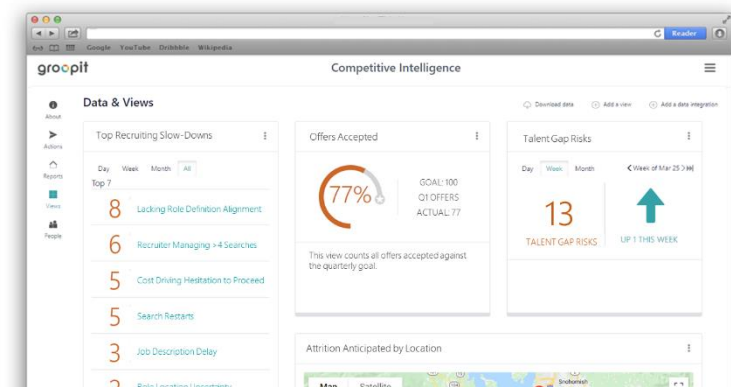 Reader
Google YouTube Dribbble Wikipedia
groopit
Competitive Intelligence
Data & Views
Download data
Add a view
Add a data integration
About
Actions
Reports
Views
People
Top Recruiting Slow-Downs
Day Week Month All
Top 7
8 Lacking Role Definition Alignment
6 Recruiter Managing >4 Searches
5 Cost Driving Hesitation to Proceed
5 Search Restarts
3 Job Description Delay
Role Location Uncertainty
Offers Accepted
77%
GOAL: 100
Q1 OFFERS
ACTUAL: 77
This view counts all offers accepted against
the quarterly goal.
Talent Gap Risks
Day Week Month
Week of Mar 25
13
TALENT GAP RISKS
UP 1 THIS WEEK
Attrition Anticipated by Location
Map Satellite
Snohomish